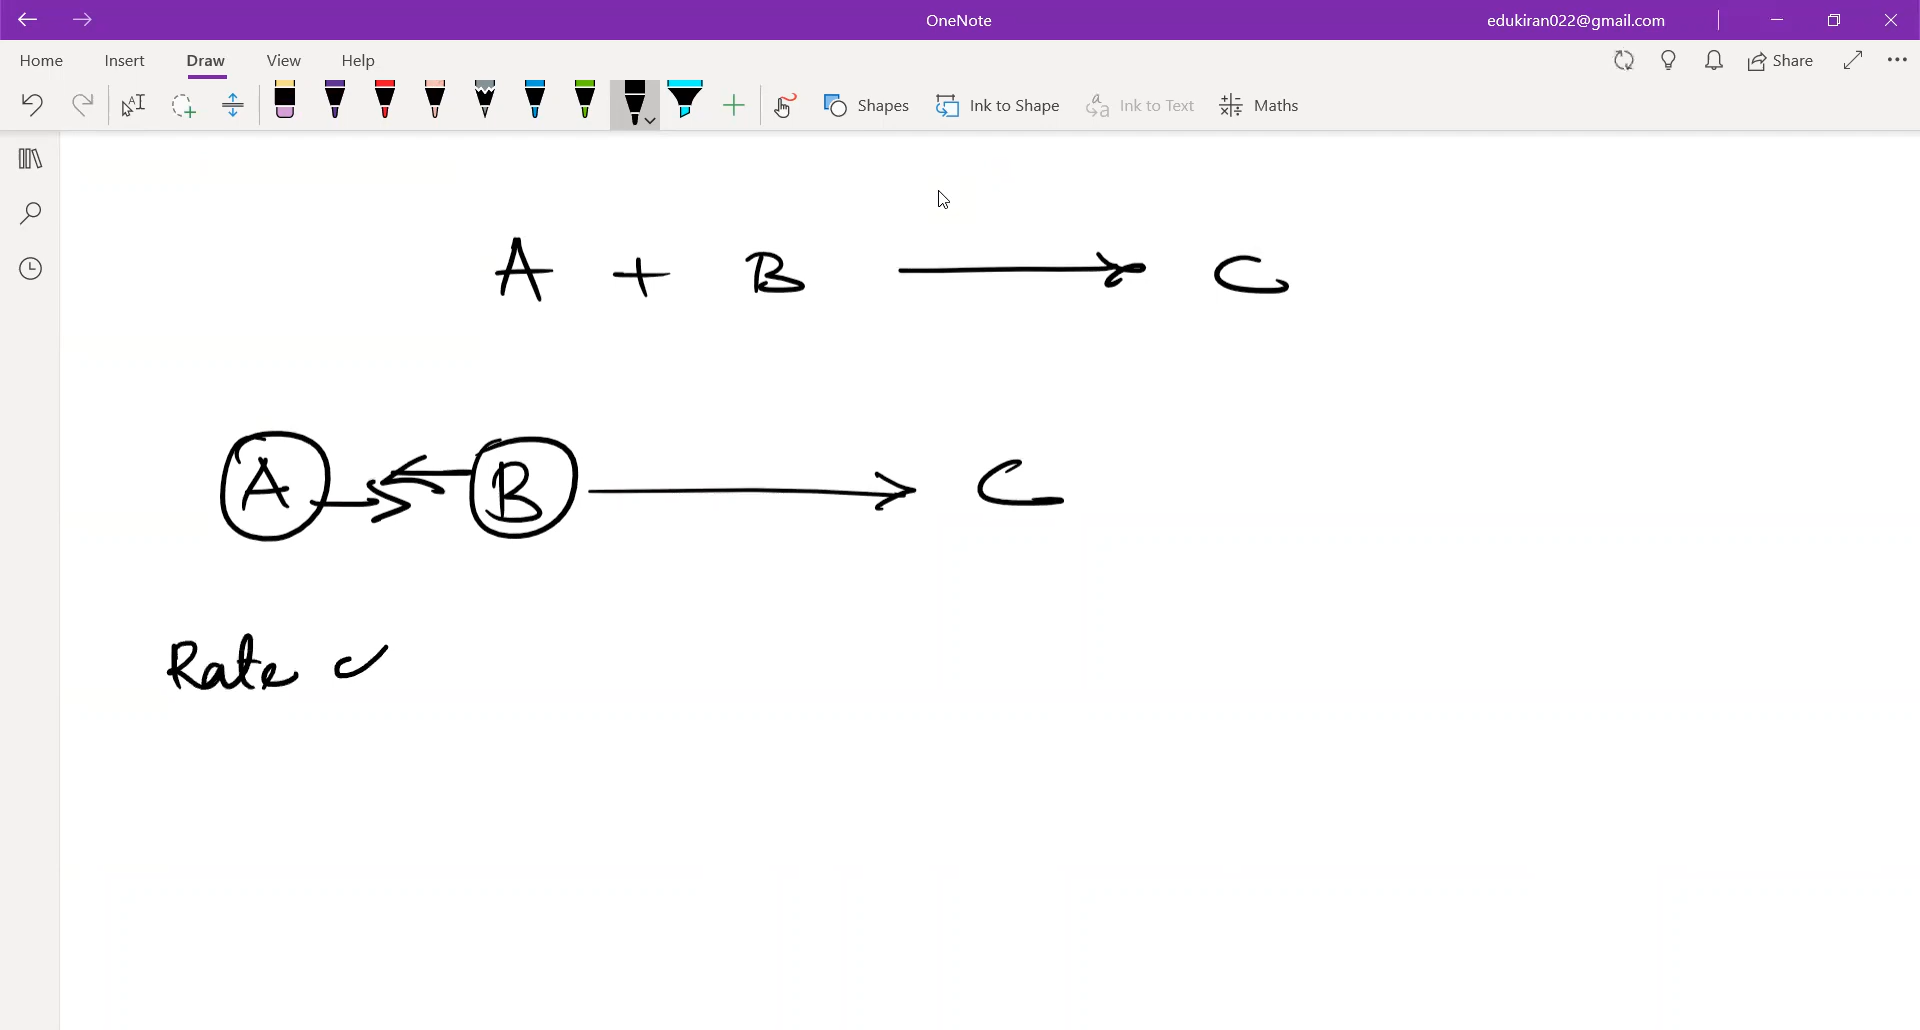 OneNote
edukiran022@gmail.com
Home Insert Draw View Help Share
Shapes Ink to Shape Ink to Text Maths
A + B → C
A B → C
Rate